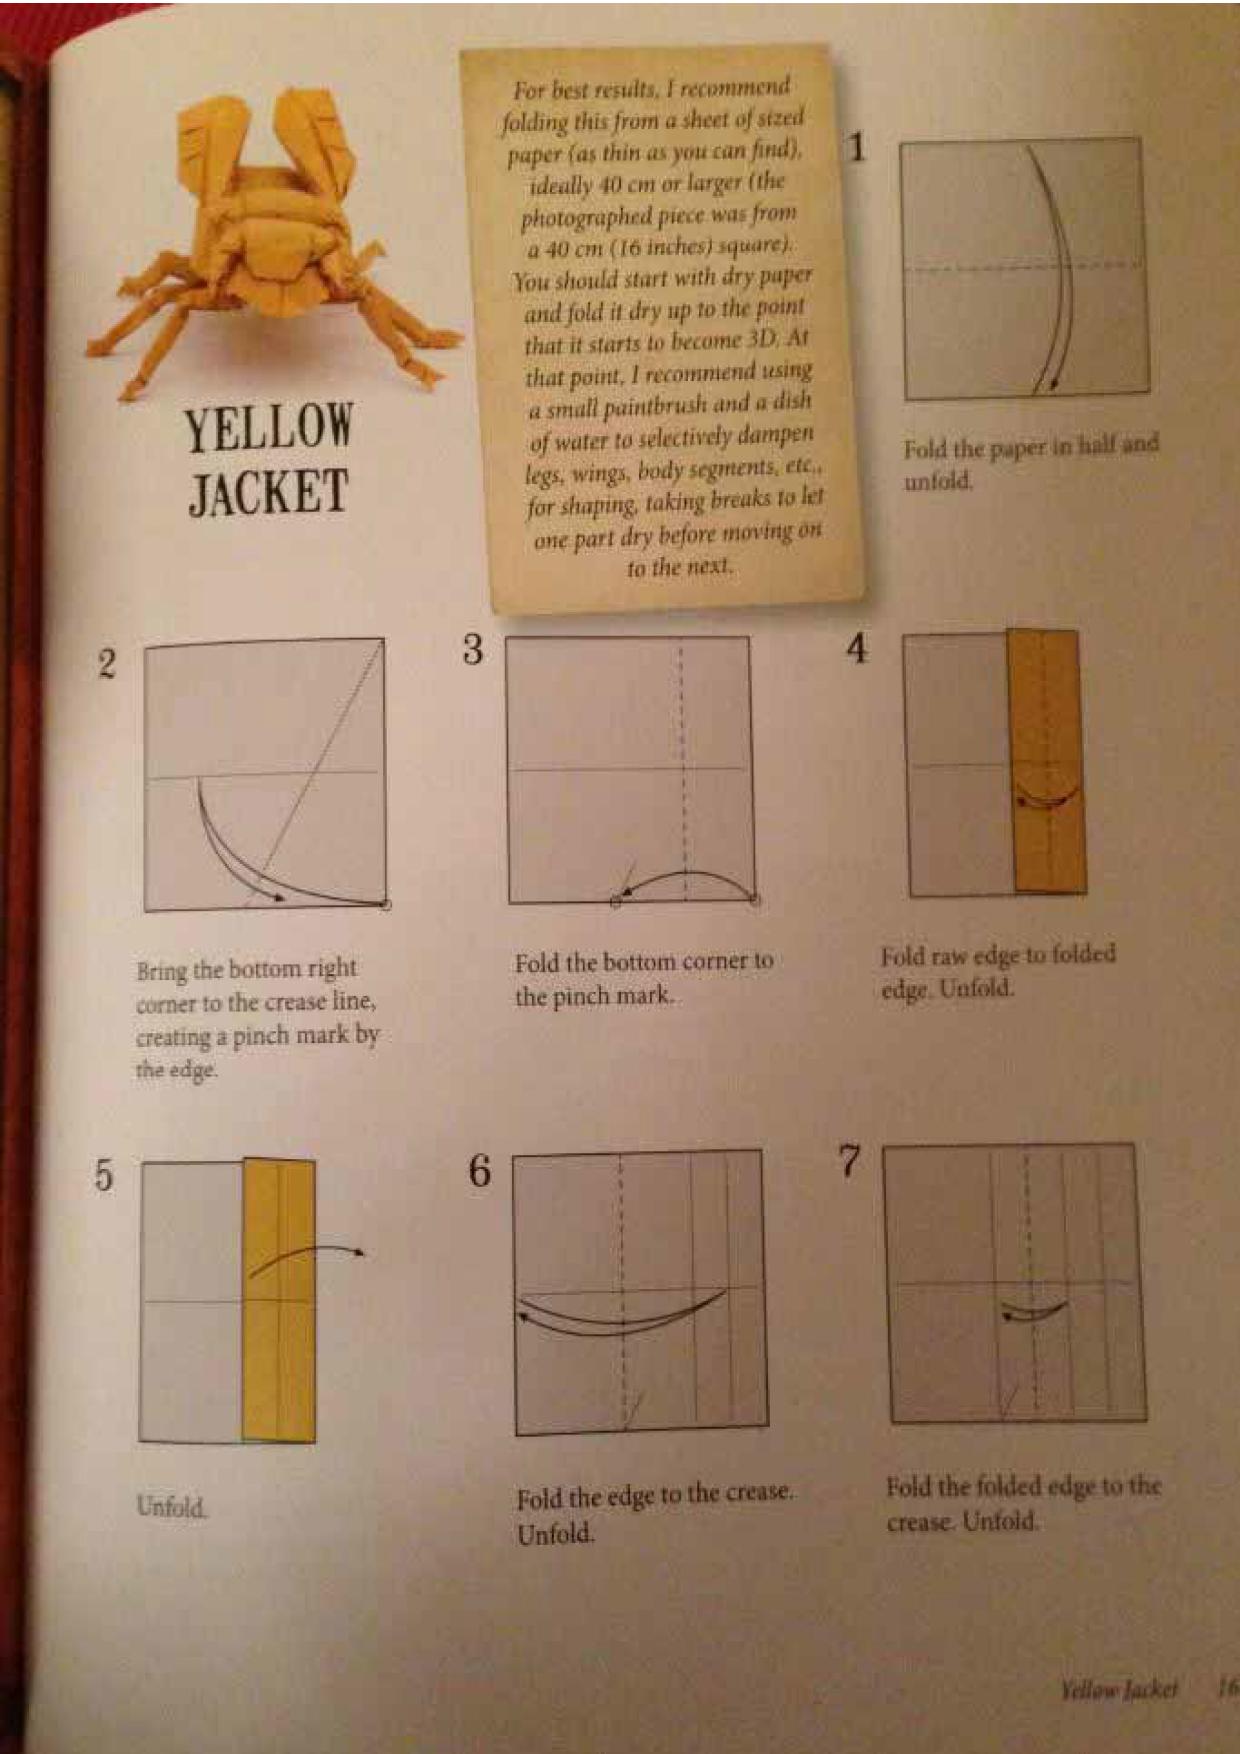 YELLOW
JACKET
For best results, I recommend
folding this from a sheet of sized
paper (as thin as you can find),
ideally 40 cm or larger (the
photographed piece was from
a 40 cm (16 inches) square).
You should start with dry paper
and fold it dry up to the point
that it starts to become 3D. At
that point, I recommend using
a small paintbrush and a dish
of water to selectively dampen
legs, wings, body segments, etc.,
for shaping, taking breaks to let
one part dry before moving on
to the next.
1
Fold the paper in half and
unfold.
2
Bring the bottom right
corner to the crease line,
creating a pinch mark by
the edge.
3
Fold the bottom corner to
the pinch mark.
4
Fold raw edge to folded
edge. Unfold.
5
Unfold.
6
Fold the edge to the crease.
Unfold.
7
Fold the folded edge to the
crease. Unfold.
Yellow Jacket